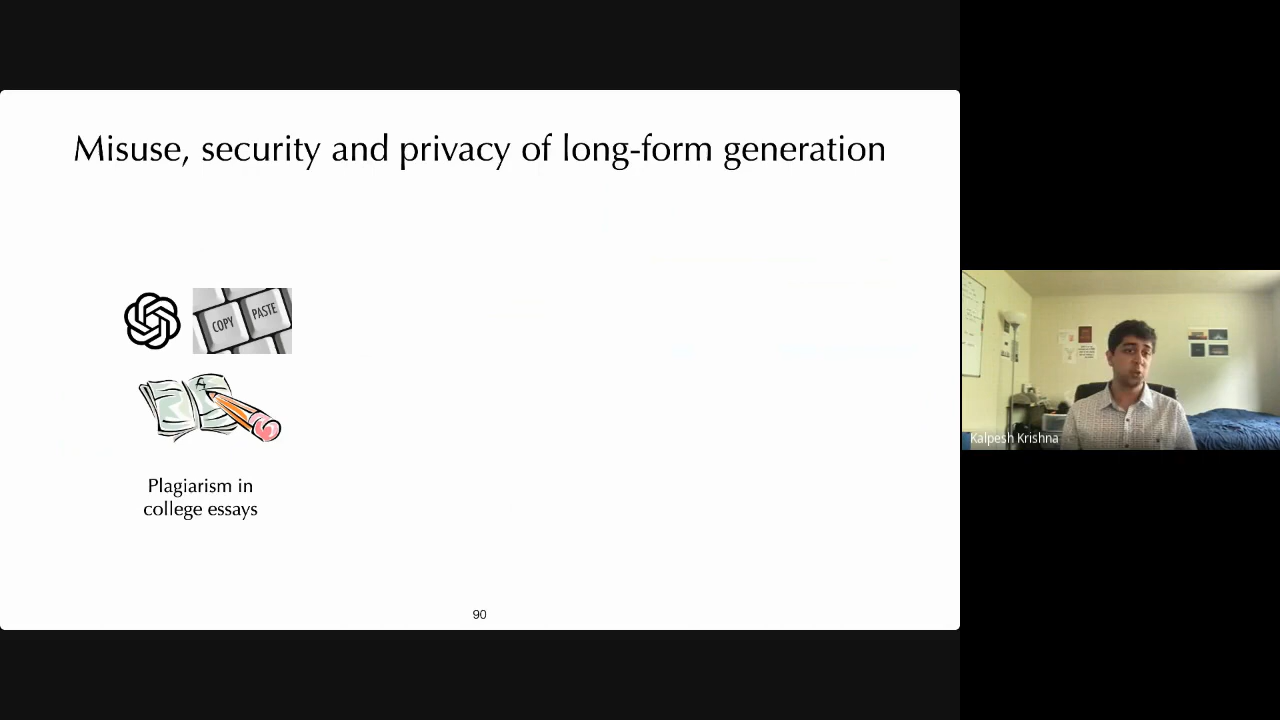 Misuse, security and privacy of long-form generation
COPY
PASTE
Plagiarism in
college essays
90
Kalpesh Krishna